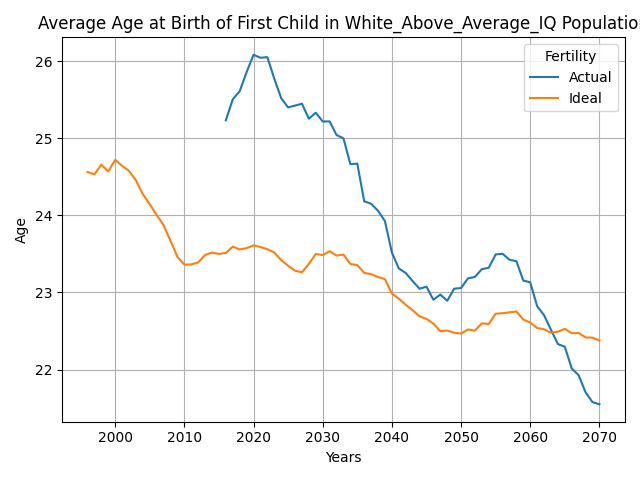 Average Age at Birth of First Child in White_Above_Average_IQ Population
Fertility
Actual
Ideal
26
25
24
23
22
Age
2000 2010 2020 2030 2040 2050 2060 2070
Years